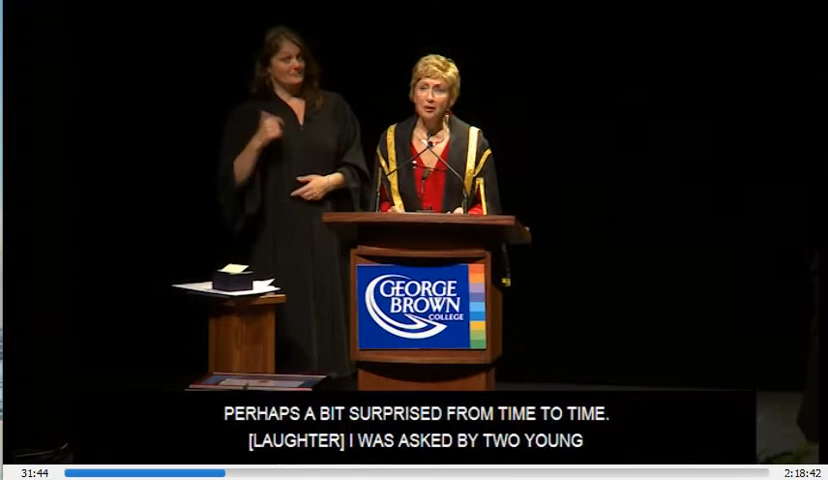 GEORGE
BROWN
COLLEGE
PERHAPS A BIT SURPRISED FROM TIME TO TIME.
[LAUGHTER] I WAS ASKED BY TWO YOUNG
31:44
2:18:42